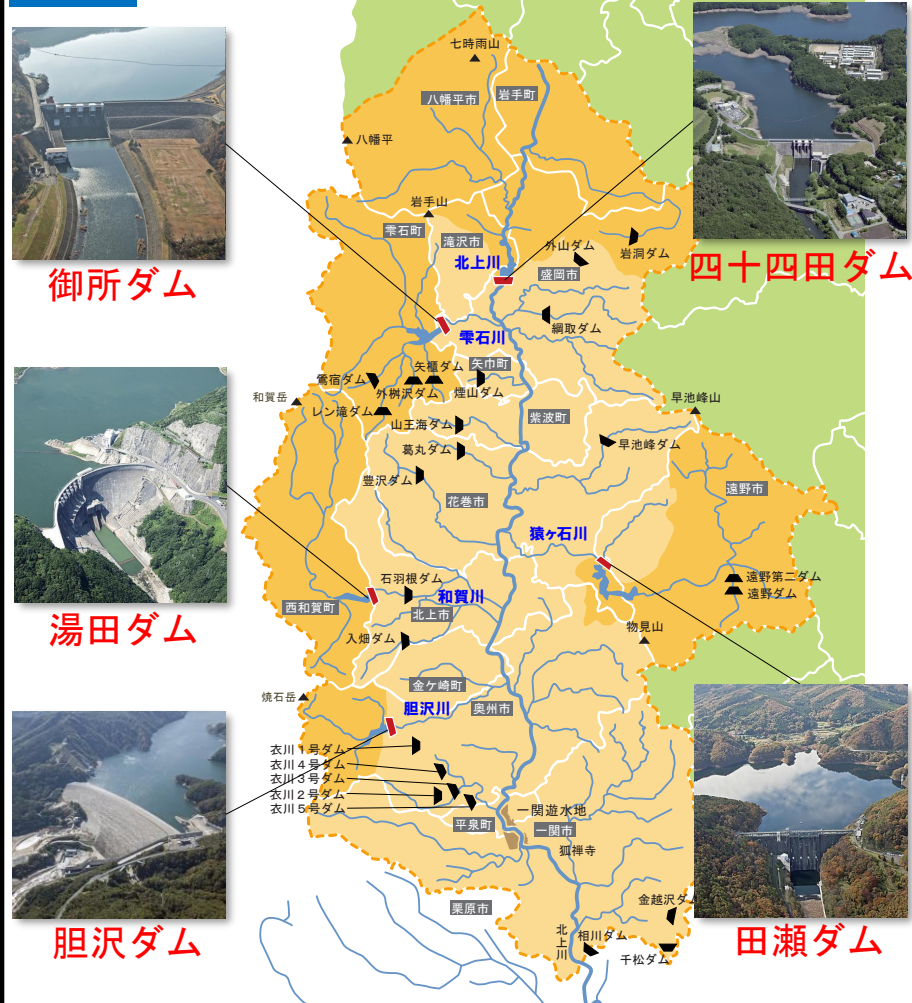 七時雨山
八幡平市
岩手町
八幡平
岩手山
雫石町
滝沢市
外山ダム
岩洞ダム
北上川
盛岡市
御所ダム
四十四田ダム
綱取ダム
雫石川
矢櫃ダム
矢巾町
鶯宿ダム
外桝沢ダム
煙山ダム
和賀岳
レン滝ダム
早池峰山
山王海ダム
紫波町
葛丸ダム
早池峰ダム
豊沢ダム
花巻市
遠野市
猿ヶ石川
石羽根ダム
遠野第二ダム
遠野ダム
和賀川
西和賀町
北上市
湯田ダム
入畑ダム
物見山
金ケ崎町
焼石岳
胆沢川
奥州市
衣川1号ダム
衣川4号ダム
衣川3号ダム
衣川2号ダム
衣川5号ダム
一関遊水地
平泉町
一関市
狐禅寺
栗原市
金越沢ダム
北上川
相川ダム
千松ダム
胆沢ダム
田瀬ダム